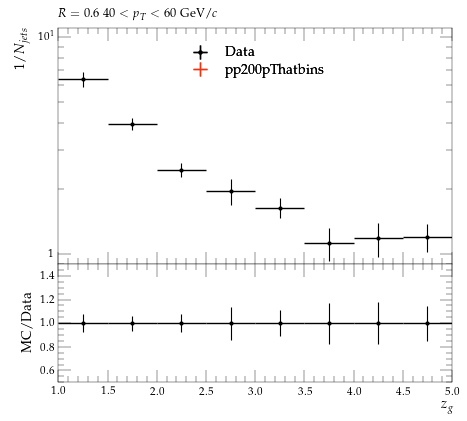 R = 0.6 40 < p_T < 60 GeV/c
1/N_jets
10^1
1
Data
pp200pThatbins
MC/Data
1.4
1.2
1.0
0.8
0.6
1.0 1.5 2.0 2.5 3.0 3.5 4.0 4.5 5.0
z_g